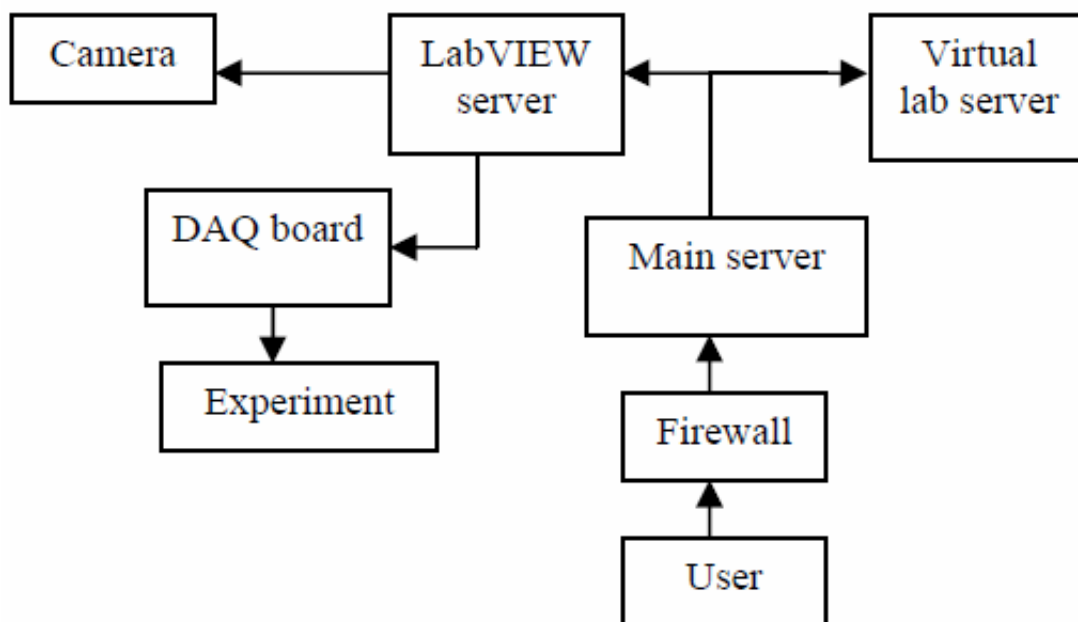 Camera
LabVIEW
server
Virtual
lab server
DAQ board
Main server
Experiment
Firewall
User